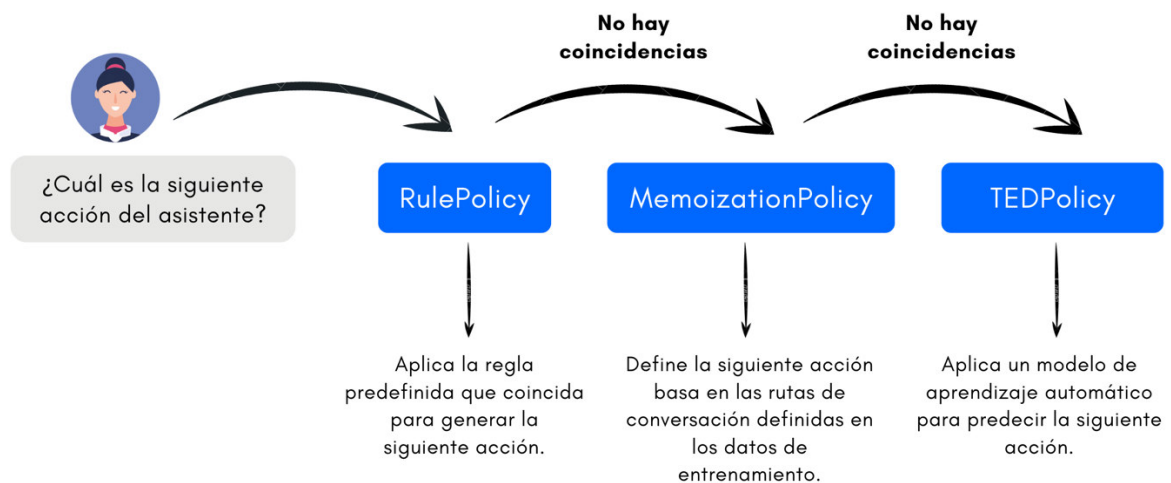 No hay
coincidencias
No hay
coincidencias
¿Cuál es la siguiente
acción del asistente?
RulePolicy
MemoizationPolicy
TEDPolicy
Aplica la regla
predefinida que coincida
para generar la
siguiente acción.
Define la siguiente acción
basa en las rutas de
conversación definidas en
los datos de
entrenamiento.
Aplica un modelo de
aprendizaje automático
para predecir la siguiente
acción.